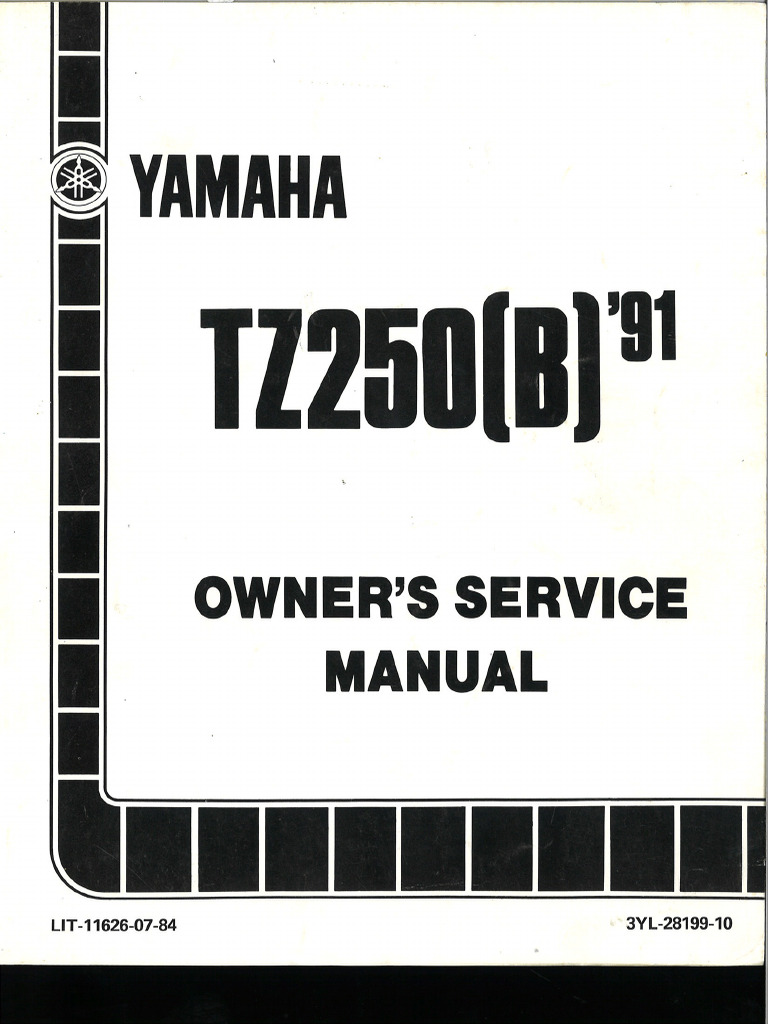 YAMAHA
TZ250(B)'91
OWNER'S SERVICE
MANUAL
LIT-11626-07-84
3YL-28199-10